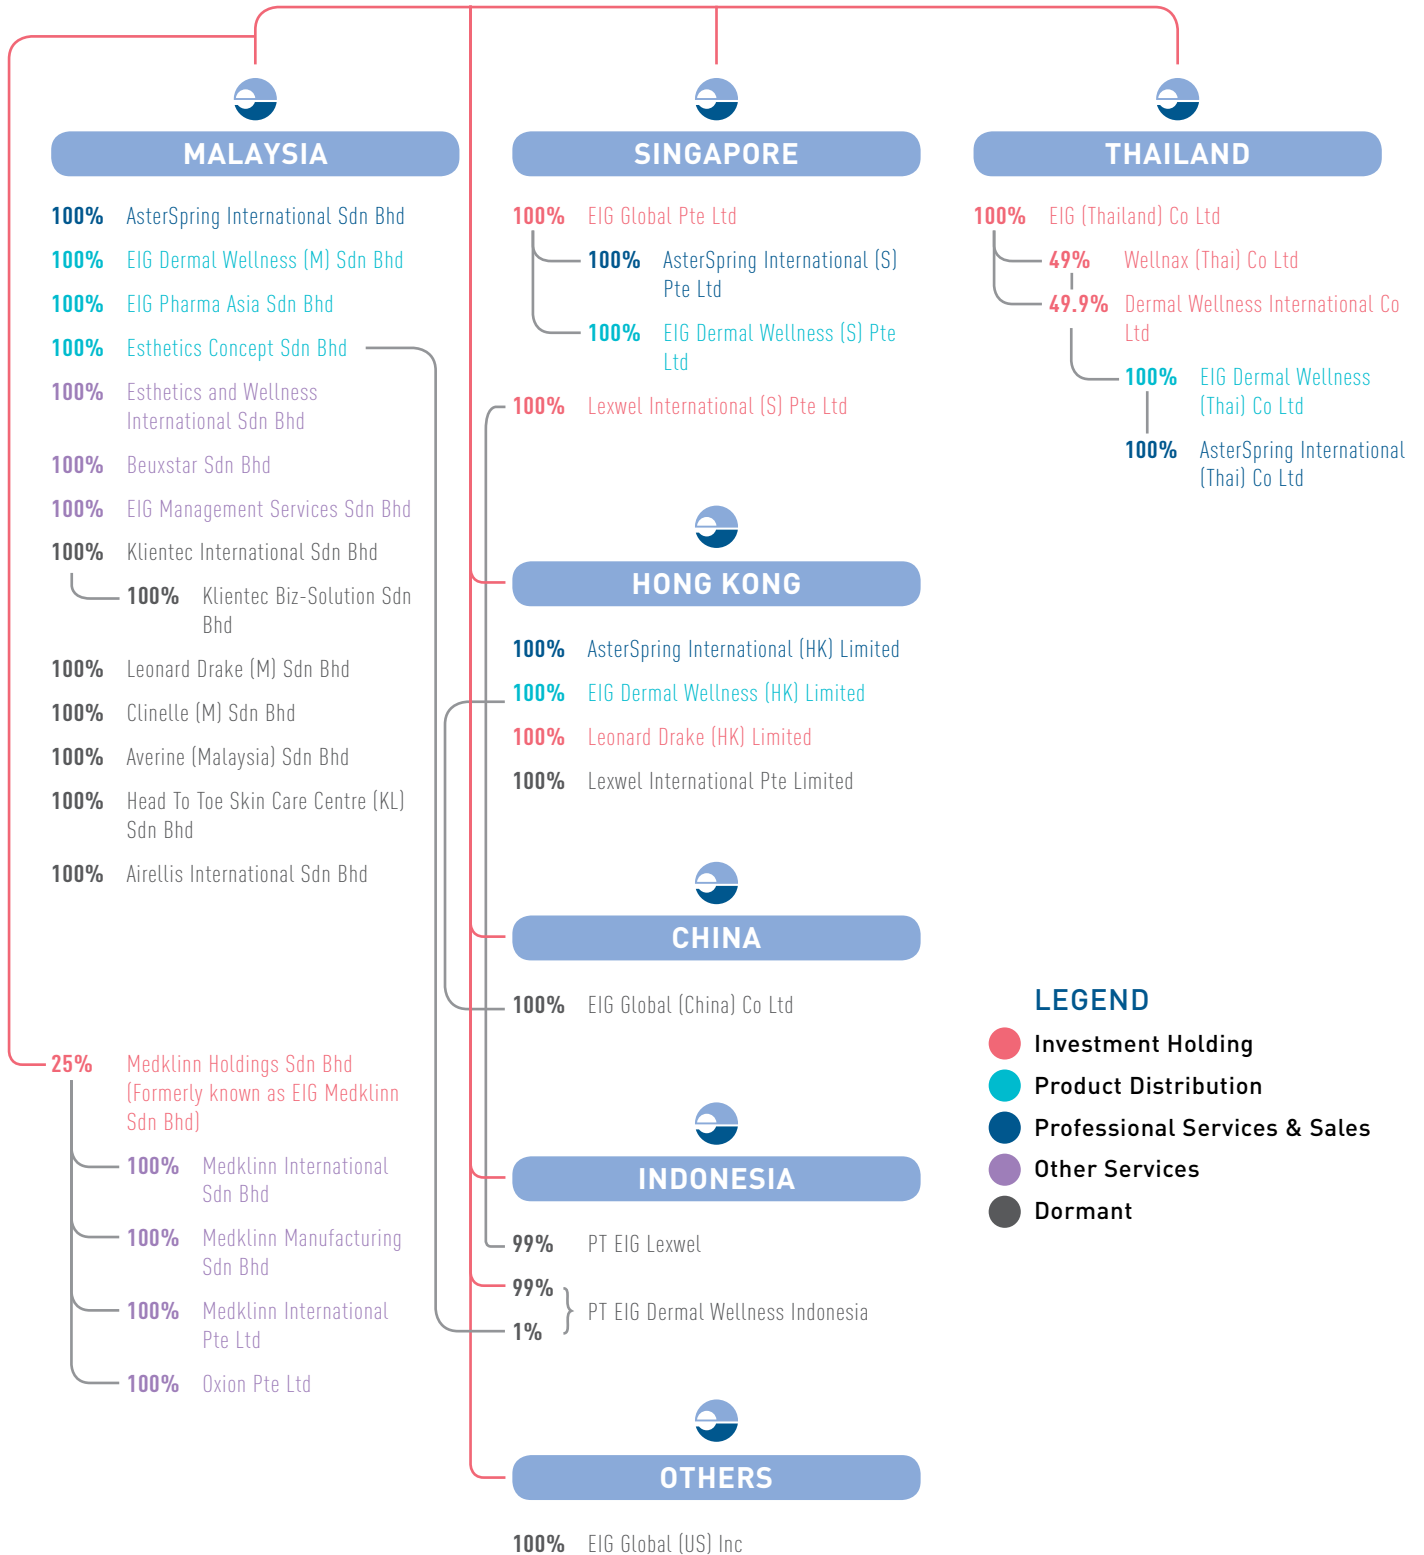 MALAYSIA
100% AsterSpring International Sdn Bhd
100% EIG Dermal Wellness (M) Sdn Bhd
100% EIG Pharma Asia Sdn Bhd
100% Esthetics Concept Sdn Bhd
100% Esthetics and Wellness
International Sdn Bhd
100% Beuxstar Sdn Bhd
100% EIG Management Services Sdn Bhd
100% Klientec International Sdn Bhd
100% Klientec Biz-Solution Sdn
Bhd
100% Leonard Drake (M) Sdn Bhd
100% Clinelle (M) Sdn Bhd
100% Averine (Malaysia) Sdn Bhd
100% Head To Toe Skin Care Centre (KL)
Sdn Bhd
100% Airellis International Sdn Bhd
25% Medklinn Holdings Sdn Bhd
(Formerly known as EIG Medklinn
Sdn Bhd)
100% Medklinn International
Sdn Bhd
100% Medklinn Manufacturing
Sdn Bhd
100% Medklinn International
Pte Ltd
100% Oxion Pte Ltd
SINGAPORE
100% EIG Global Pte Ltd
100% AsterSpring International (S)
Pte Ltd
100% EIG Dermal Wellness (S) Pte
Ltd
100% Lexwel International (S) Pte Ltd
HONG KONG
100% AsterSpring International (HK) Limited
100% EIG Dermal Wellness (HK) Limited
100% Leonard Drake (HK) Limited
100% Lexwel International Pte Limited
CHINA
100% EIG Global (China) Co Ltd
INDONESIA
99% PT EIG Lexwel
99%
PT EIG Dermal Wellness Indonesia
1%
OTHERS
100% EIG Global (US) Inc
THAILAND
100% EIG (Thailand) Co Ltd
49% Wellnax (Thai) Co Ltd
49.9% Dermal Wellness International Co
Ltd
100% EIG Dermal Wellness
(Thai) Co Ltd
100% AsterSpring International
(Thai) Co Ltd
LEGEND
Investment Holding
Product Distribution
Professional Services & Sales
Other Services
Dormant